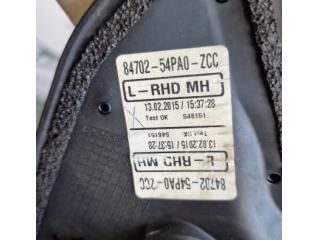 84702-54PA0-ZCC
L-RHD MH
13.02.2015 / 15:37:28
Test OK S46151
Test OK S46151
13.02.2015 / 15:37:28
L-RHD MH
84702-54PA0-ZCC